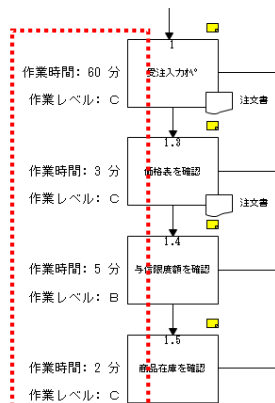 1
作業時間: 60 分
受注入力ｵﾍﾟ
作業レベル: C
注文書
1.3
作業時間: 3 分
価格表を確認
作業レベル: C
注文書
1.4
作業時間: 5 分
与信限度額を確認
作業レベル: B
1.5
作業時間: 2 分
商品在庫を確認
作業レベル: C